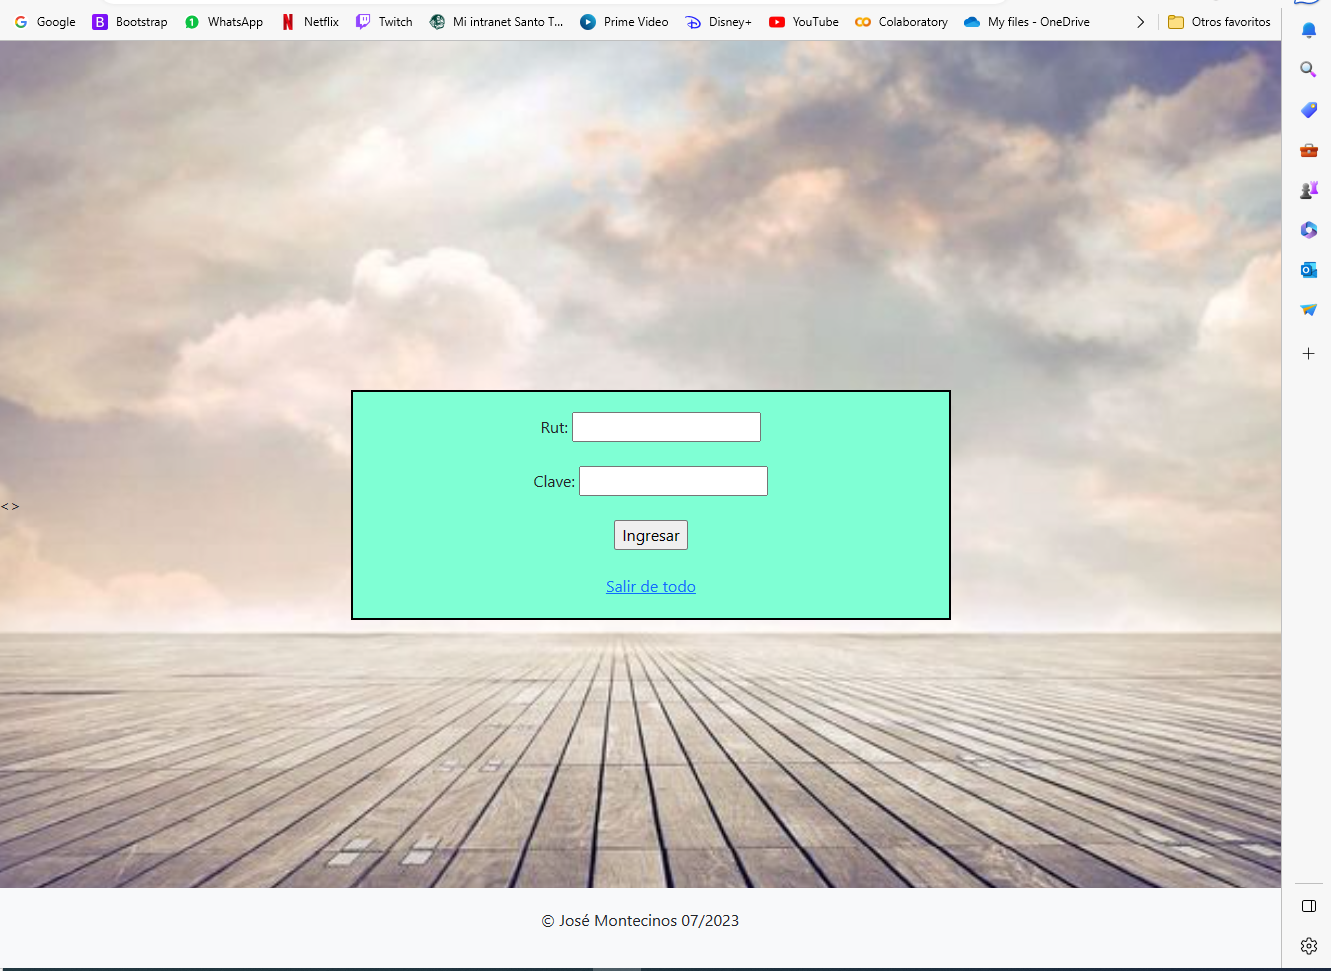 Google Bootstrap WhatsApp Netflix Twitch Mi intranet Santo T... Prime Video Disney+ YouTube Colaboratory My files - OneDrive Otros favoritos
Rut:
Clave:
<>
Ingresar
Salir de todo
© José Montecinos 07/2023